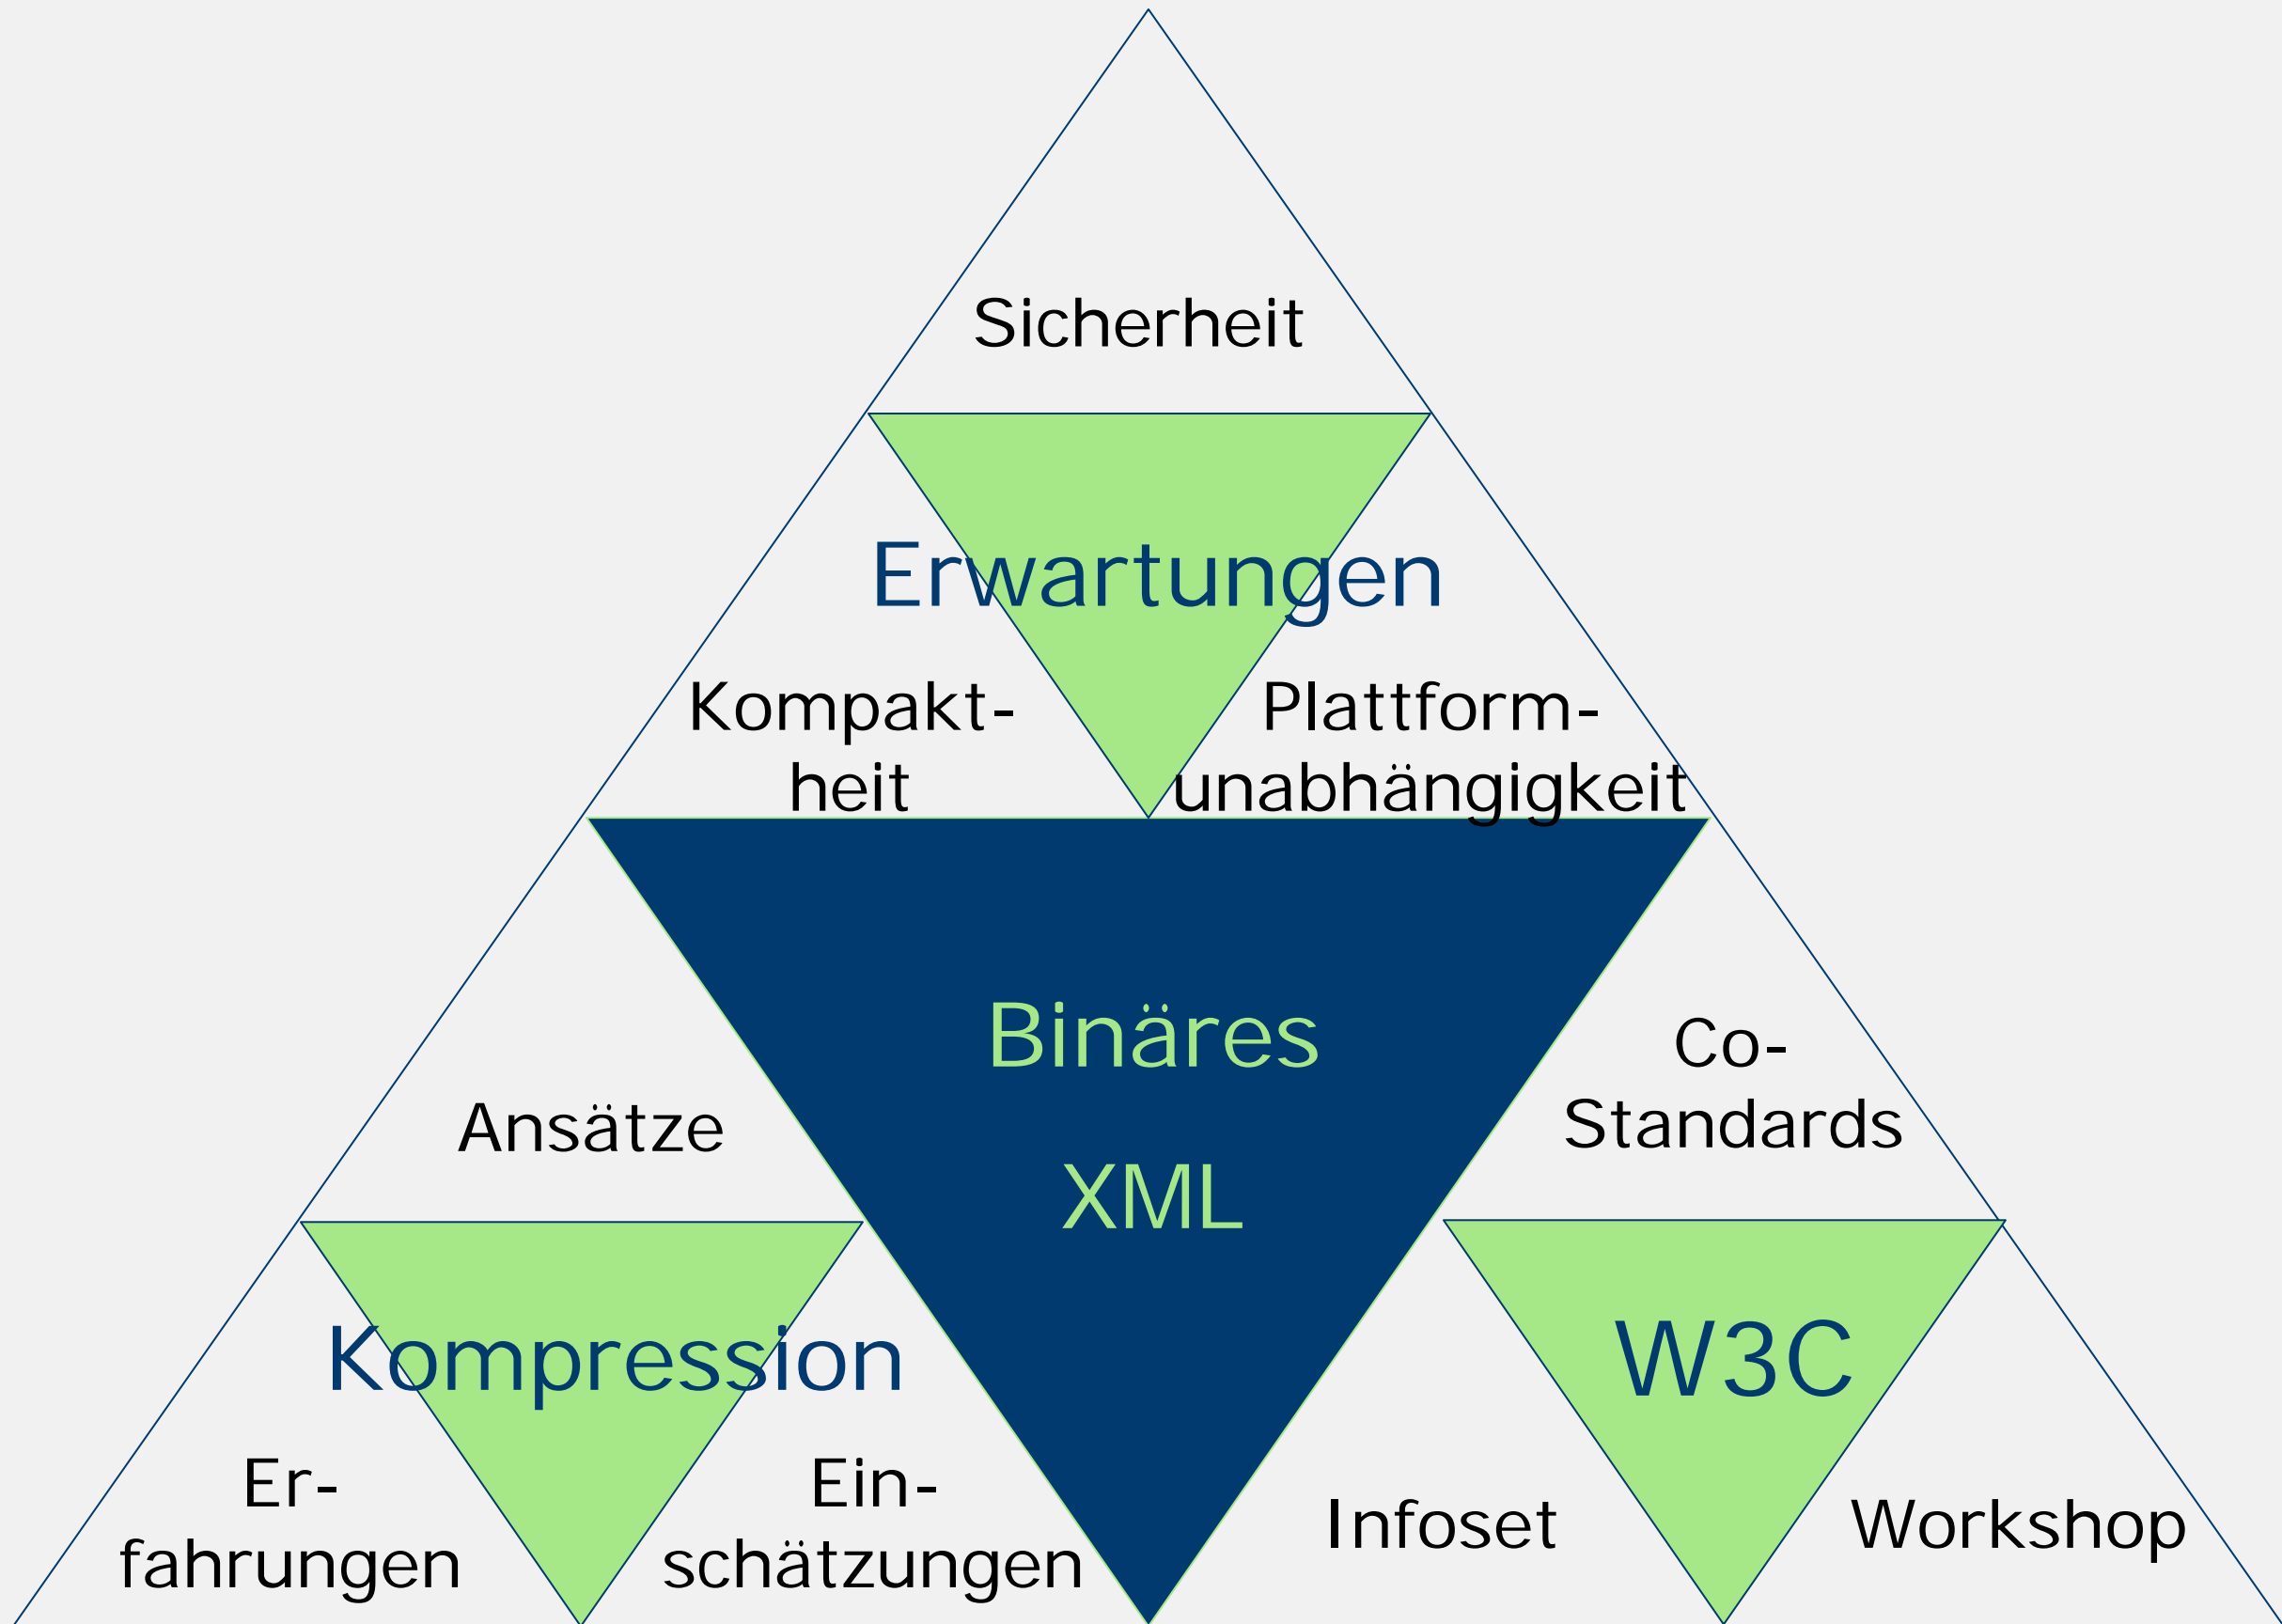 Sicherheit
Erwartungen
Kompakt-
heit
Plattform-
unabhängigkeit
Binäres
XML
Ansätze
Kompression
Er-
fahrungen
Ein-
schätzungen
Co-
Standards
W3C
Infoset
Workshop